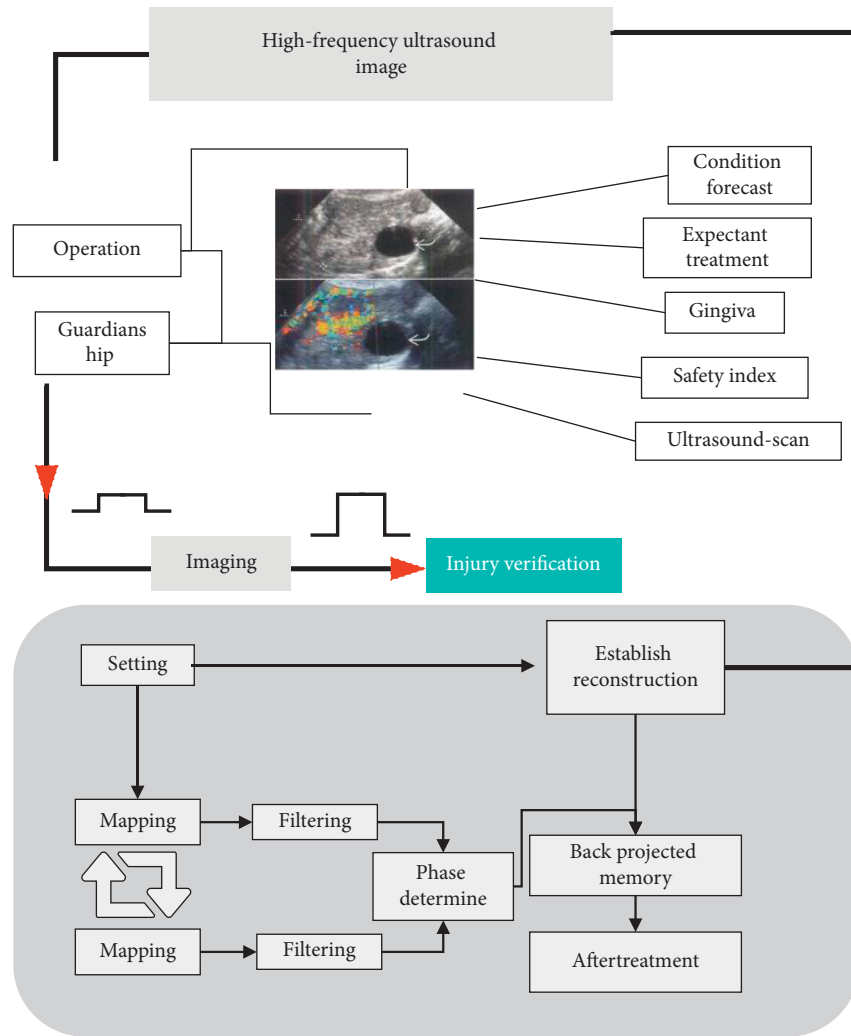 High-frequency ultrasound
image
Condition
forecast
Operation
Expectant
treatment
Gingiva
Guardians
hip
Safety index
Ultrasound-scan
Imaging
Injury verification
Setting
Establish
reconstruction
Mapping
Filtering
Phase
determine
Back projected
memory
Mapping
Filtering
Aftertreatment